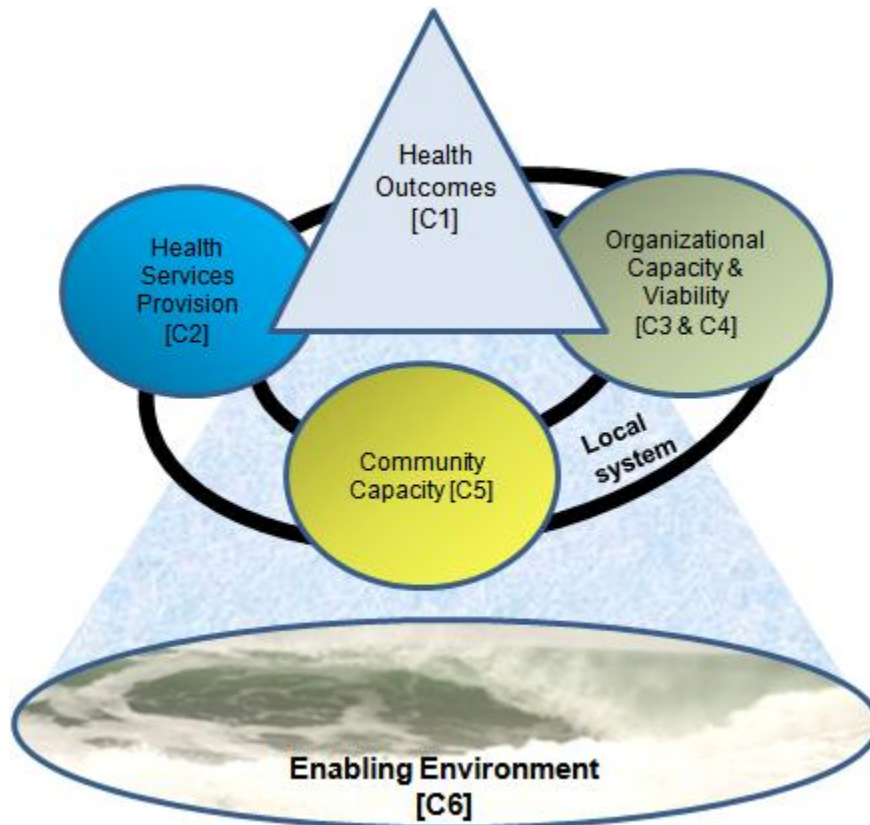 Health
Outcomes
[C1]
Health
Services
Provision
[C2]
Organizational
Capacity &
Viability
[C3 & C4]
Community
Capacity [C5]
Local
system
Enabling Environment
[C6]